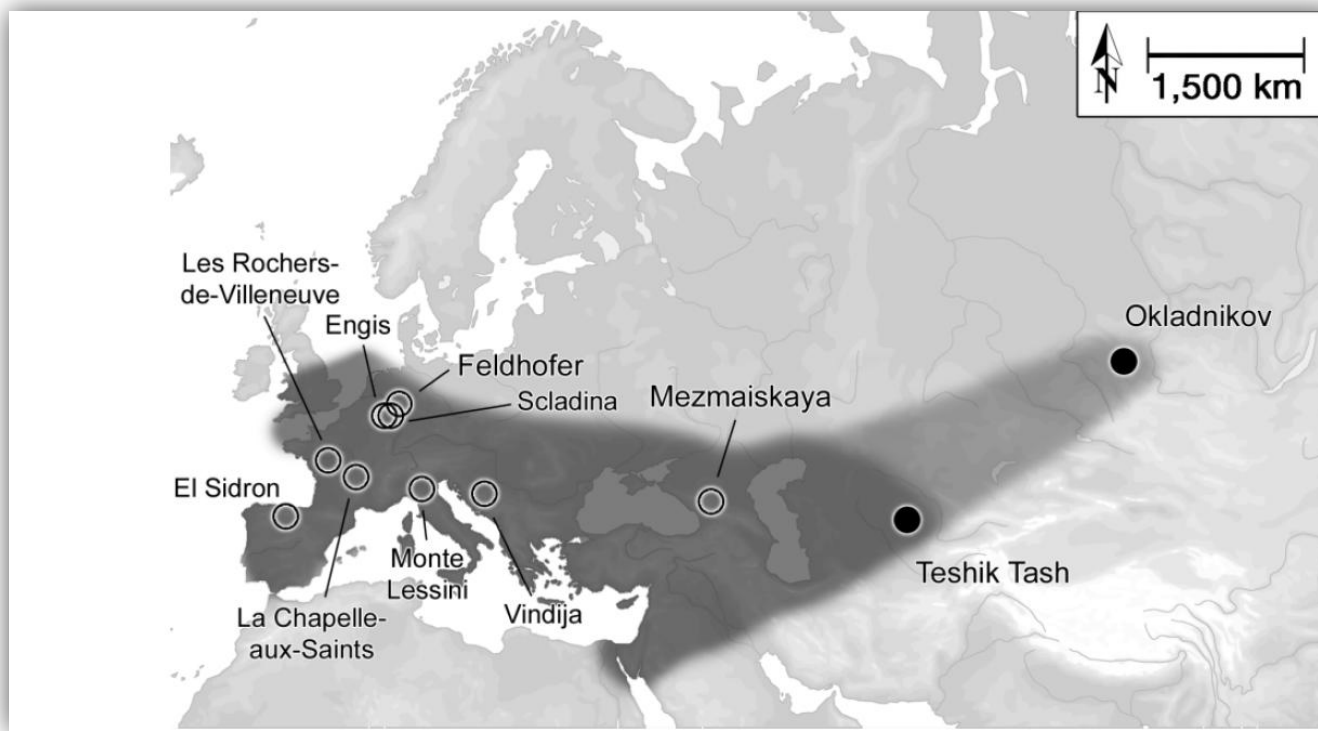 N
1,500 km
Les Rochers-
de-Villeneuve
Engis
Feldhofer
Scladina
Mezmaiskaya
Okladnikov
El Sidron
Monte
Lessini
Vindija
La Chapelle-
aux-Saints
Teshik Tash